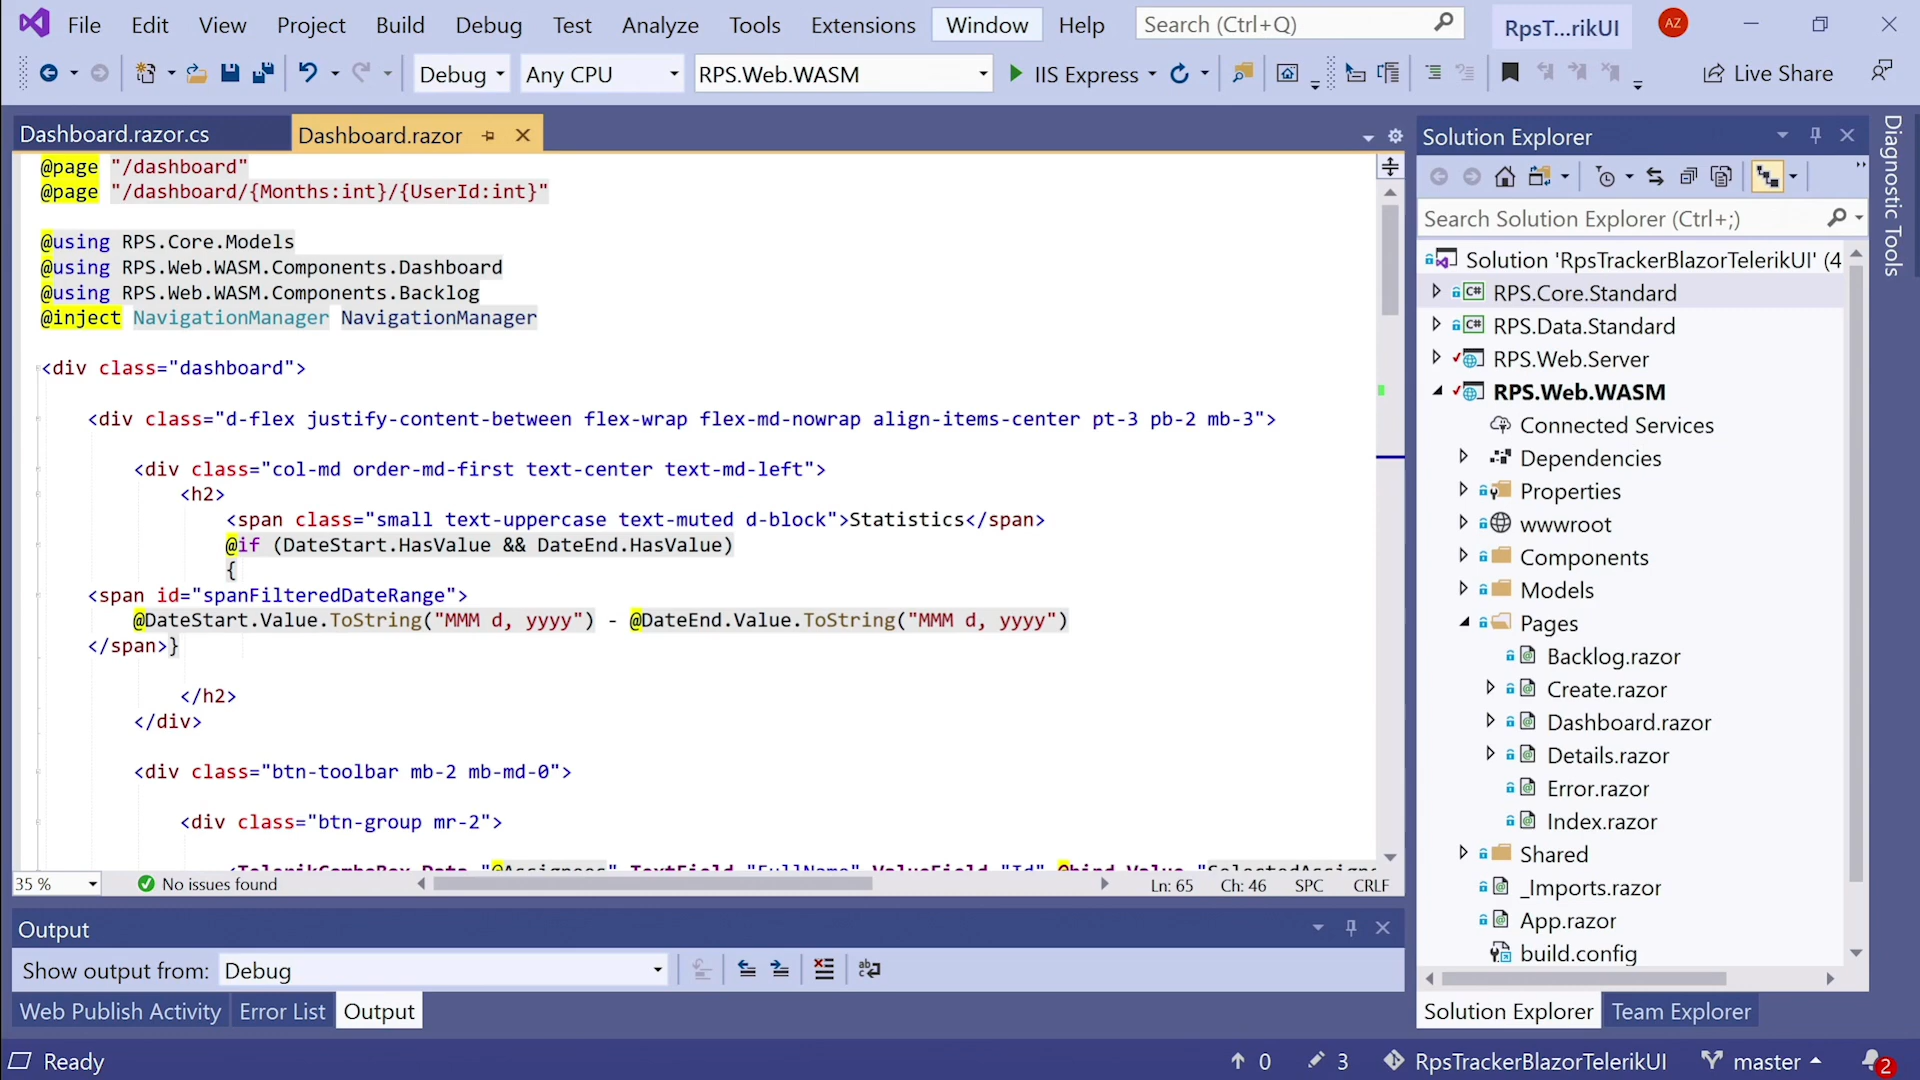 File Edit View Project Build Debug Test Analyze Tools Extensions Window Help Search (Ctrl+Q) RpsT...rikUI AZ
Debug Any CPU RPS.Web.WASM IIS Express Live Share
Dashboard.razor.cs Dashboard.razor
@page "/dashboard"
@page "/dashboard/{Months:int}/{UserId:int}"
@using RPS.Core.Models
@using RPS.Web.WASM.Components.Dashboard
@using RPS.Web.WASM.Components.Backlog
@inject NavigationManager NavigationManager
<div class="dashboard">
<div class="d-flex justify-content-between flex-wrap flex-md-nowrap align-items-center pt-3 pb-2 mb-3">
<div class="col-md order-md-first text-center text-md-left">
<h2>
<span class="small text-uppercase text-muted d-block">Statistics</span>
@if (DateStart.HasValue && DateEnd.HasValue)
{
<span id="spanFilteredDateRange">
@DateStart.Value.ToString("MMM d, yyyy") - @DateEnd.Value.ToString("MMM d, yyyy")
</span>}
</h2>
</div>
<div class="btn-toolbar mb-2 mb-md-0">
<div class="btn-group mr-2">
35 % No issues found Ln: 65 Ch: 46 SPC CRLF
Output
Show output from: Debug
Web Publish Activity Error List Output
Solution Explorer
Search Solution Explorer (Ctrl+;)
Solution 'RpsTrackerBlazorTelerikUI' (4
C# RPS.Core.Standard
C# RPS.Data.Standard
RPS.Web.Server
RPS.Web.WASM
Connected Services
Dependencies
Properties
wwwroot
Components
Models
Pages
Backlog.razor
Create.razor
Dashboard.razor
Details.razor
Error.razor
Index.razor
Shared
_Imports.razor
App.razor
build.config
Solution Explorer Team Explorer
Diagnostic Tools
Ready 0 3 RpsTrackerBlazorTelerikUI master 2